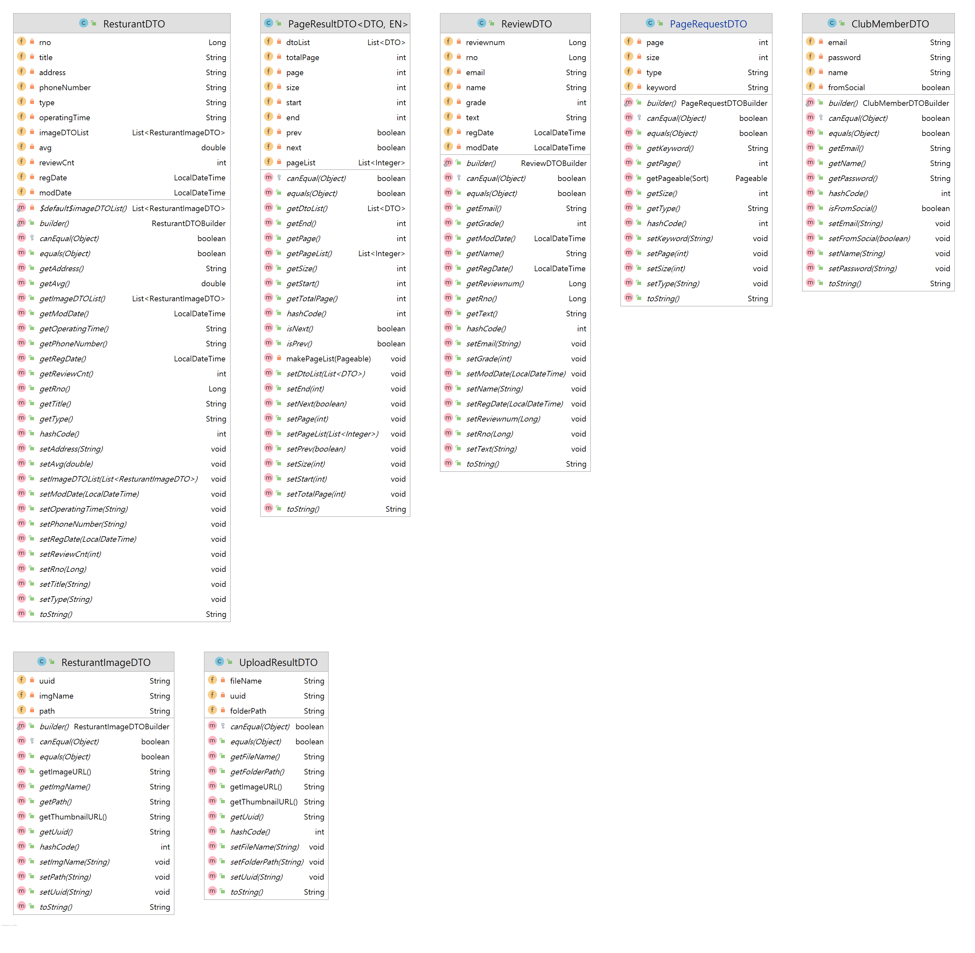 ResturantDTO
rno Long
title String
address String
phoneNumber String
type String
operatingTime String
imageDTOList List<ResturantImageDTO>
avg double
reviewCnt int
regDate LocalDateTime
modDate LocalDateTime
$default$imageDTOList() List<ResturantImageDTO>
builder() ResturantDTOBuilder
canEqual(Object) boolean
equals(Object) boolean
getAddress() String
getAvg() double
getImageDTOList() List<ResturantImageDTO>
getModDate() LocalDateTime
getOperatingTime() String
getPhoneNumber() String
getRegDate() LocalDateTime
getReviewCnt() int
getRno() Long
getTitle() String
getType() String
hashCode() int
setAddress(String) void
setAvg(double) void
setImageDTOList(List<ResturantImageDTO>) void
setModDate(LocalDateTime) void
setOperatingTime(String) void
setPhoneNumber(String) void
setRegDate(LocalDateTime) void
setReviewCnt(int) void
setRno(Long) void
setTitle(String) void
setType(String) void
toString() String
PageResultDTO<DTO, EN>
dtoList List<DTO>
totalPage int
page int
size int
start int
end int
prev boolean
next boolean
pageList List<Integer>
canEqual(Object) boolean
equals(Object) boolean
getDtoList() List<DTO>
getEnd() int
getPage() int
getPageList() List<Integer>
getSize() int
getStart() int
getTotalPage() int
hashCode() int
isNext() boolean
isPrev() boolean
makePageList(Pageable) void
setDtoList(List<DTO>) void
setEnd(int) void
setNext(boolean) void
setPage(int) void
setPageList(List<Integer>) void
setPrev(boolean) void
setSize(int) void
setStart(int) void
setTotalPage(int) void
toString() String
ReviewDTO
reviewnum Long
rno Long
email String
name String
grade int
text String
regDate LocalDateTime
modDate LocalDateTime
builder() ReviewDTOBuilder
canEqual(Object) boolean
equals(Object) boolean
getEmail() String
getGrade() int
getModDate() LocalDateTime
getName() String
getRegDate() LocalDateTime
getReviewnum() Long
getRno() Long
getText() String
hashCode() int
setEmail(String) void
setGrade(int) void
setModDate(LocalDateTime) void
setName(String) void
setRegDate(LocalDateTime) void
setReviewnum(Long) void
setRno(Long) void
setText(String) void
toString() String
PageRequestDTO
page int
size int
type String
keyword String
builder() PageRequestDTOBuilder
canEqual(Object) boolean
equals(Object) boolean
getKeyword() String
getPage() int
getPageable(Sort) Pageable
getSize() int
getType() String
hashCode() int
setKeyword(String) void
setPage(int) void
setSize(int) void
setType(String) void
toString() String
ClubMemberDTO
email String
password String
name String
fromSocial boolean
builder() ClubMemberDTOBuilder
canEqual(Object) boolean
equals(Object) boolean
getEmail() String
getName() String
getPassword() String
hashCode() int
isFromSocial() boolean
setEmail(String) void
setFromSocial(boolean) void
setName(String) void
setPassword(String) void
toString() String
ResturantImageDTO
uuid String
imgName String
path String
builder() ResturantImageDTOBuilder
canEqual(Object) boolean
equals(Object) boolean
getImageURL() String
getImgName() String
getPath() String
getThumbnailURL() String
getUuid() String
hashCode() int
setImgName(String) void
setPath(String) void
setUuid(String) void
toString() String
UploadResultDTO
fileName String
uuid String
folderPath String
canEqual(Object) boolean
equals(Object) boolean
getFileName() String
getFolderPath() String
getImageURL() String
getThumbnailURL() String
getUuid() String
hashCode() int
setFileName(String) void
setFolderPath(String) void
setUuid(String) void
toString() String